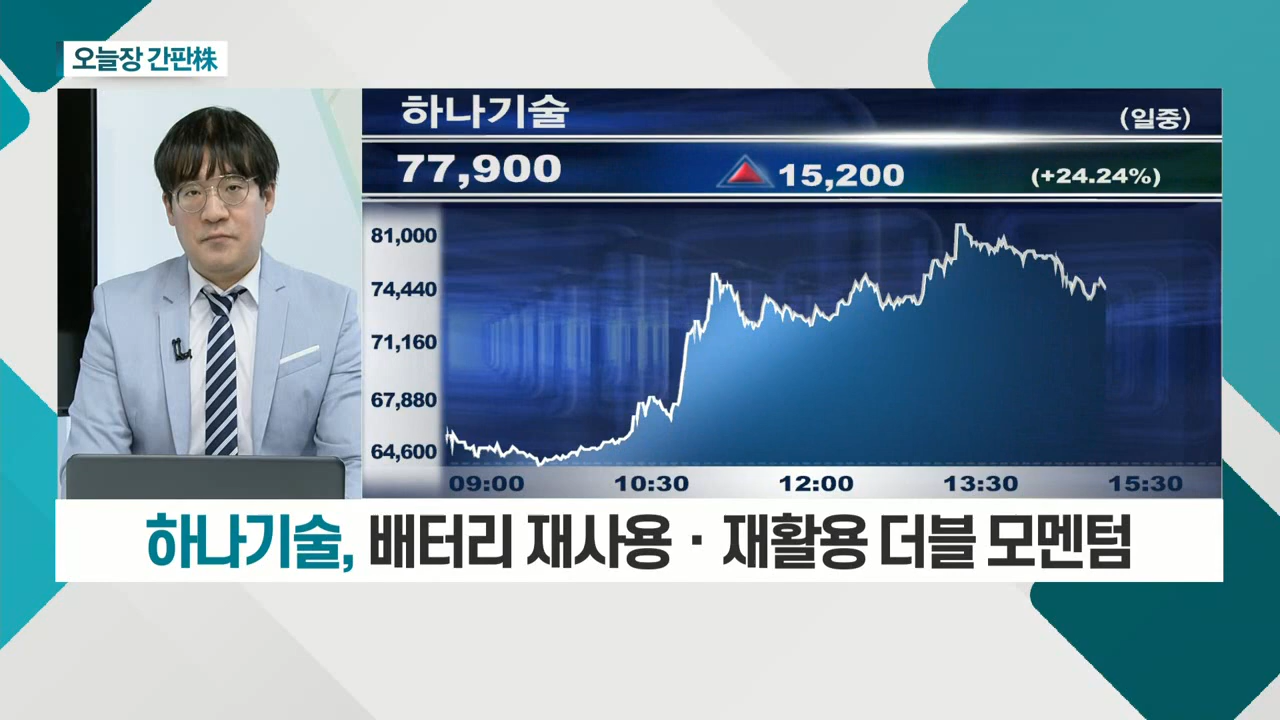 오늘장 간판株
하나기술 (일중)
77,900 15,200 (+24.24%)
81,000
74,440
71,160
67,880
64,600
09:00 10:30 12:00 13:30 15:30
하나기술, 배터리 재사용 · 재활용 더블 모멘텀